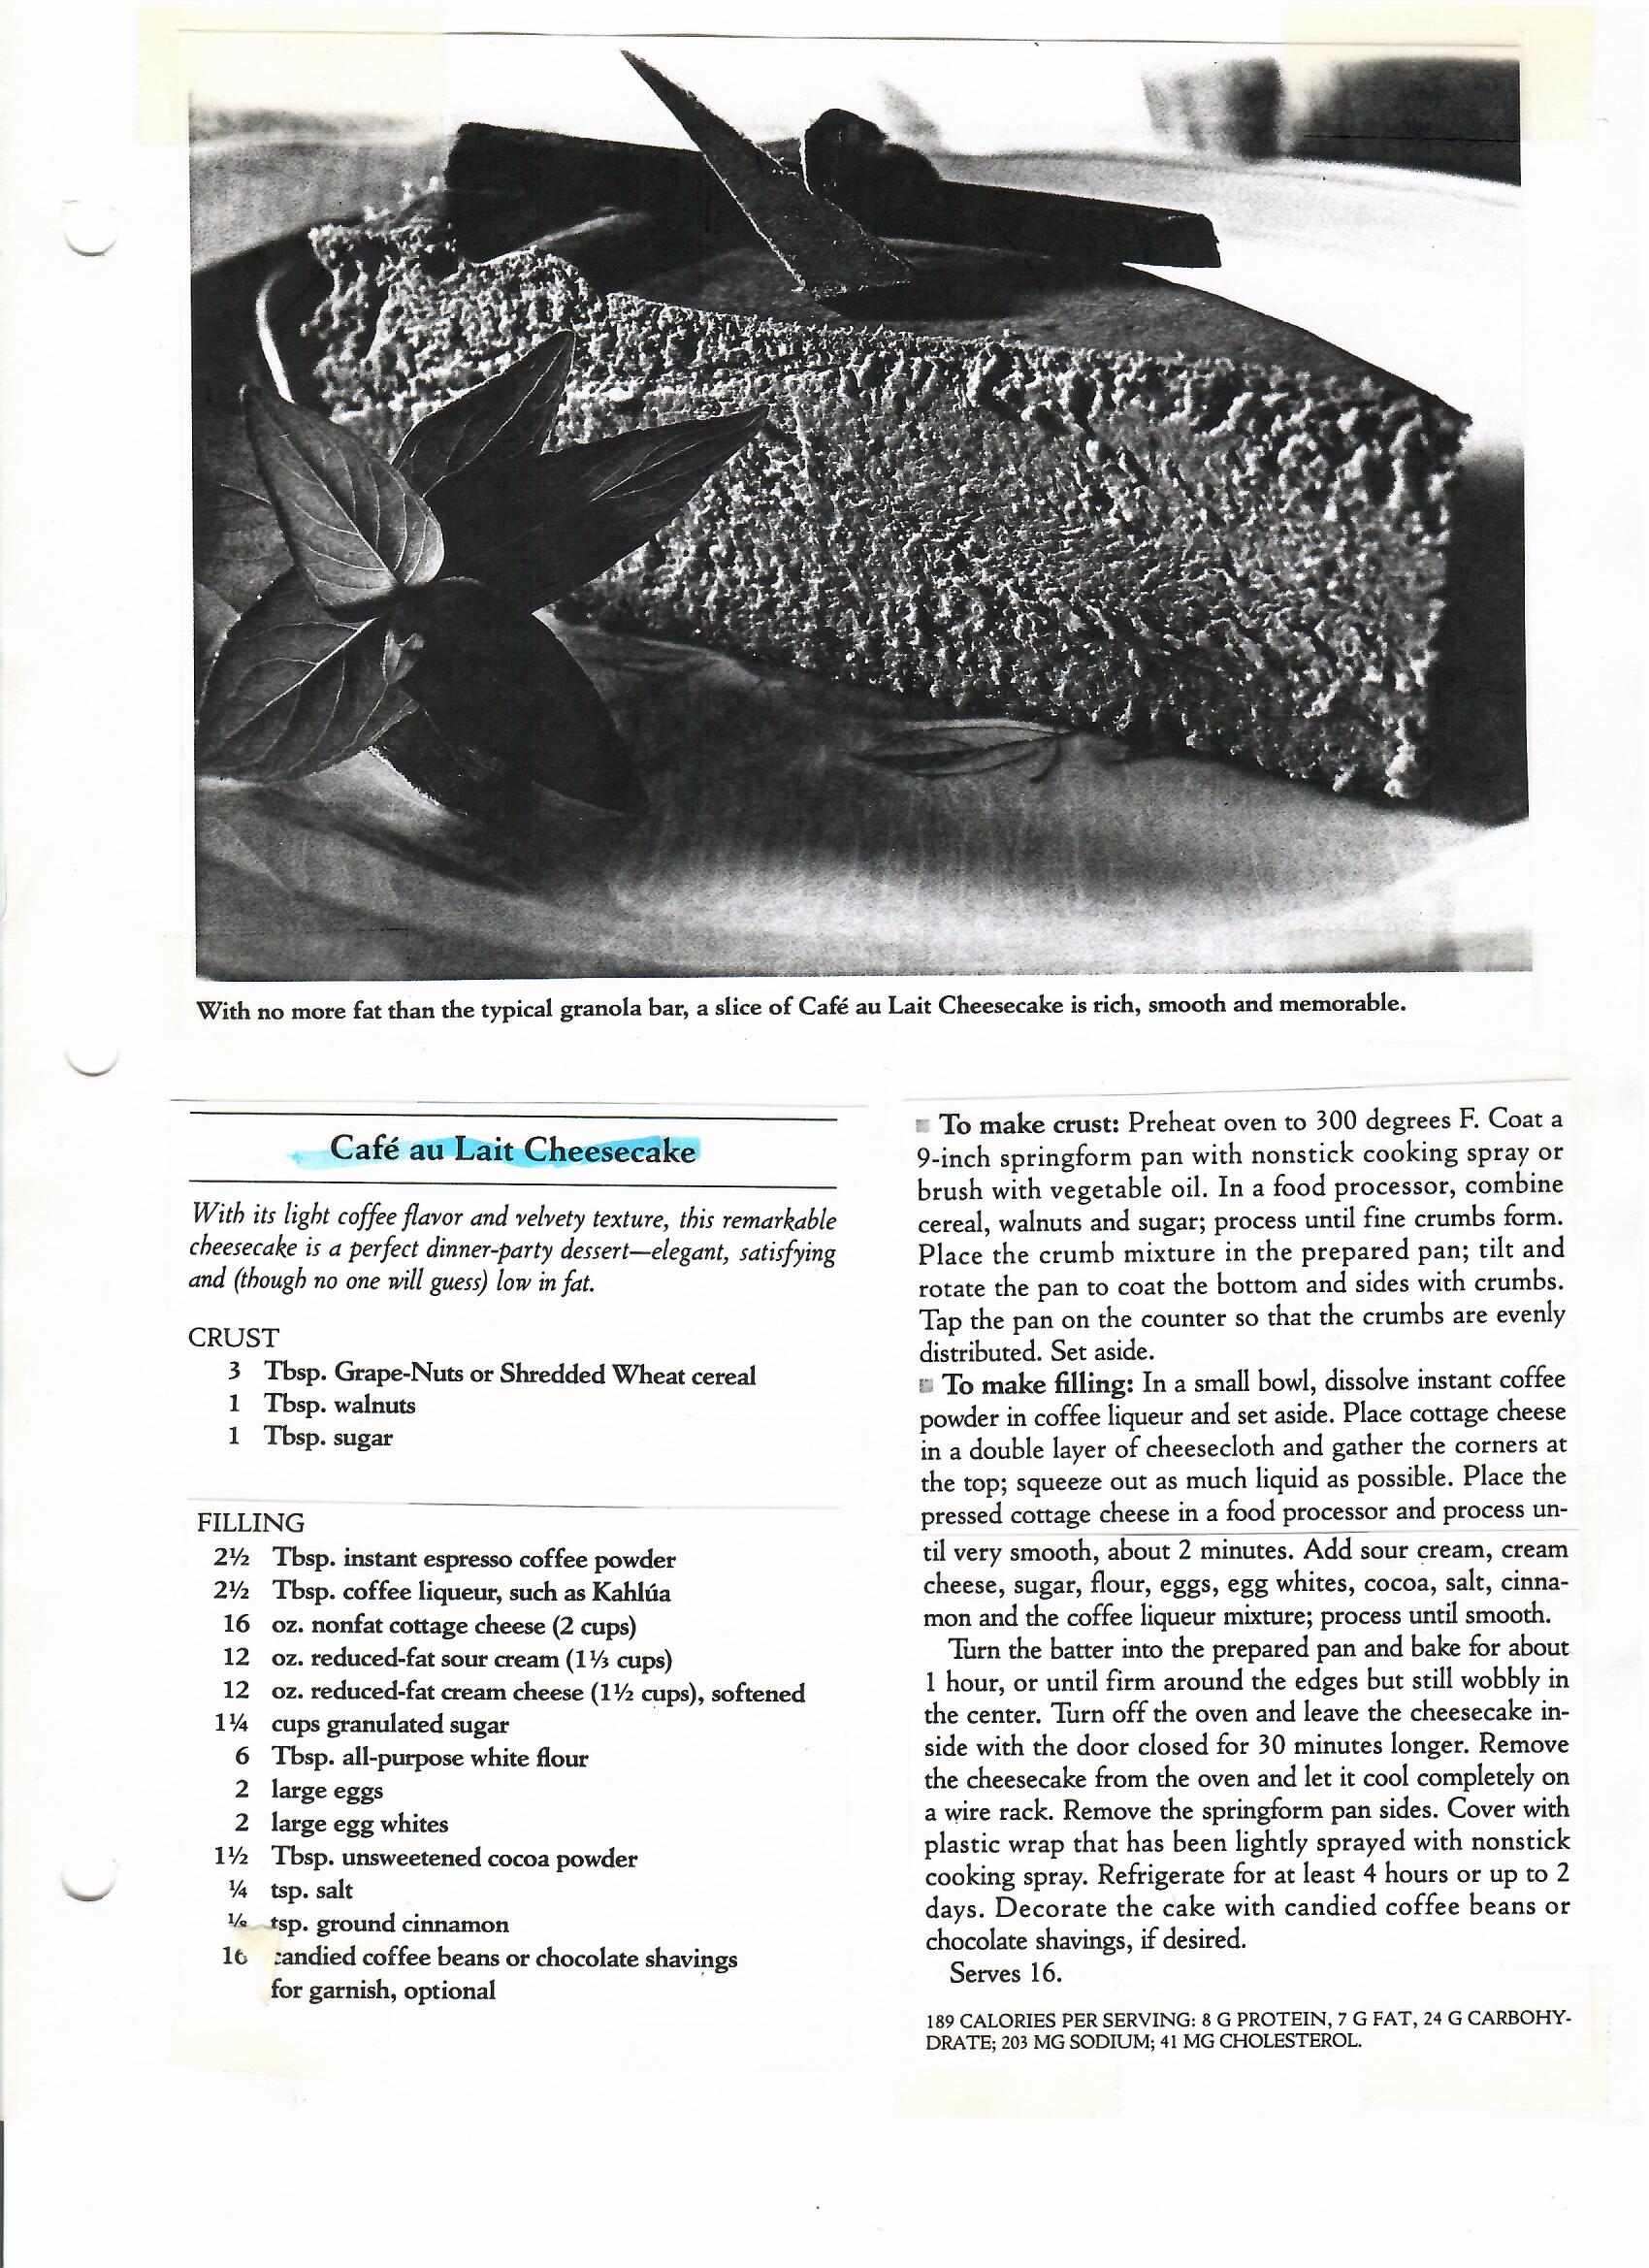 With no more fat than the typical granola bar, a slice of Café au Lait Cheesecake is rich, smooth and memorable.
Café au Lait Cheesecake
With its light coffee flavor and velvety texture, this remarkable
cheesecake is a perfect dinner-party dessert—elegant, satisfying
and (though no one will guess) low in fat.
CRUST
3 Tbsp. Grape-Nuts or Shredded Wheat cereal
1 Tbsp. walnuts
1 Tbsp. sugar
FILLING
2½ Tbsp. instant espresso coffee powder
2½ Tbsp. coffee liqueur, such as Kahlúa
16 oz. nonfat cottage cheese (2 cups)
12 oz. reduced-fat sour cream (1⅓ cups)
12 oz. reduced-fat cream cheese (1½ cups), softened
1¼ cups granulated sugar
6 Tbsp. all-purpose white flour
2 large eggs
2 large egg whites
1½ Tbsp. unsweetened cocoa powder
¼ tsp. salt
tsp. ground cinnamon
16 candied coffee beans or chocolate shavings
for garnish, optional
■ To make crust: Preheat oven to 300 degrees F. Coat a
9-inch springform pan with nonstick cooking spray or
brush with vegetable oil. In a food processor, combine
cereal, walnuts and sugar; process until fine crumbs form.
Place the crumb mixture in the prepared pan; tilt and
rotate the pan to coat the bottom and sides with crumbs.
Tap the pan on the counter so that the crumbs are evenly
distributed. Set aside.
■ To make filling: In a small bowl, dissolve instant coffee
powder in coffee liqueur and set aside. Place cottage cheese
in a double layer of cheesecloth and gather the corners at
the top; squeeze out as much liquid as possible. Place the
pressed cottage cheese in a food processor and process un-
til very smooth, about 2 minutes. Add sour cream, cream
cheese, sugar, flour, eggs, egg whites, cocoa, salt, cinna-
mon and the coffee liqueur mixture; process until smooth.
Turn the batter into the prepared pan and bake for about
1 hour, or until firm around the edges but still wobbly in
the center. Turn off the oven and leave the cheesecake in-
side with the door closed for 30 minutes longer. Remove
the cheesecake from the oven and let it cool completely on
a wire rack. Remove the springform pan sides. Cover with
plastic wrap that has been lightly sprayed with nonstick
cooking spray. Refrigerate for at least 4 hours or up to 2
days. Decorate the cake with candied coffee beans or
chocolate shavings, if desired.
Serves 16.
189 CALORIES PER SERVING: 8 G PROTEIN, 7 G FAT, 24 G CARBOHY-
DRATE; 203 MG SODIUM; 41 MG CHOLESTEROL.